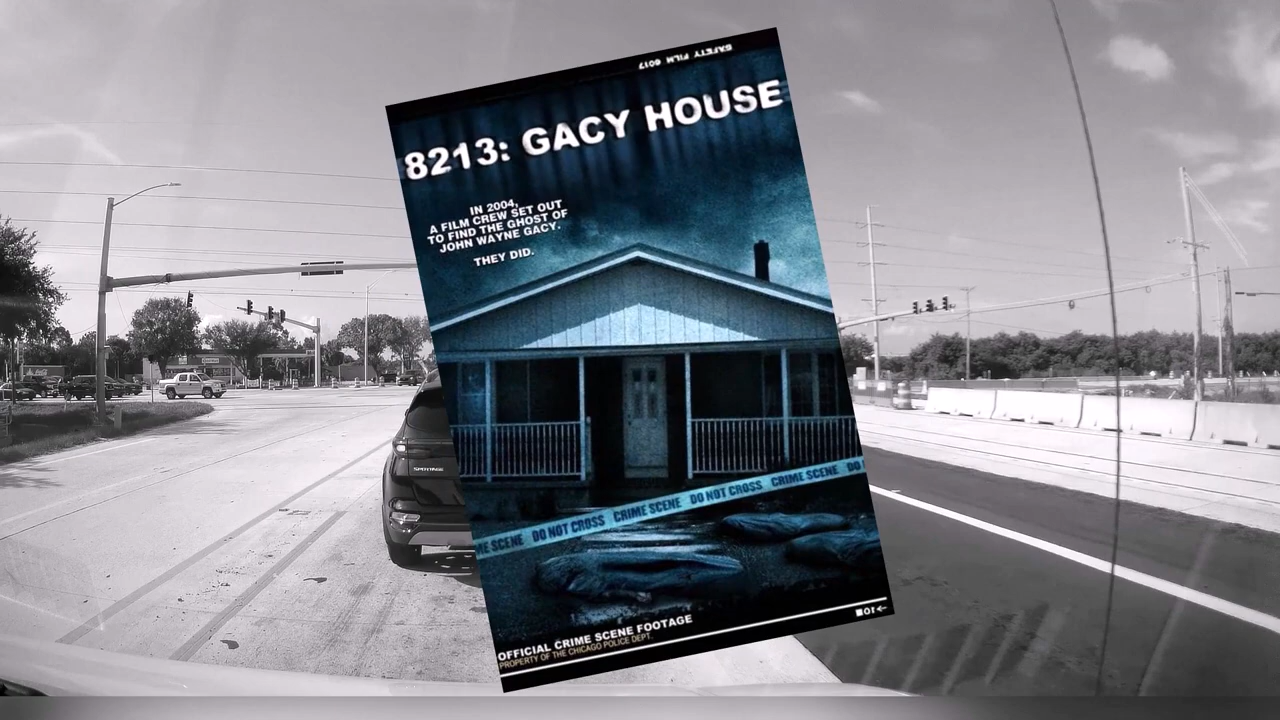 SAFETY FILM 6017
8213: GACY HOUSE
IN 2004,
A FILM CREW SET OUT
TO FIND THE GHOST OF
JOHN WAYNE GACY.
THEY DID.
SPORTAGE
CRIME SCENE DO NOT CROSS CRIME SCENE DO NOT CROSS CRIME SCENE DO
OFFICIAL CRIME SCENE FOOTAGE
PROPERTY OF THE CHICAGO POLICE DEPT.